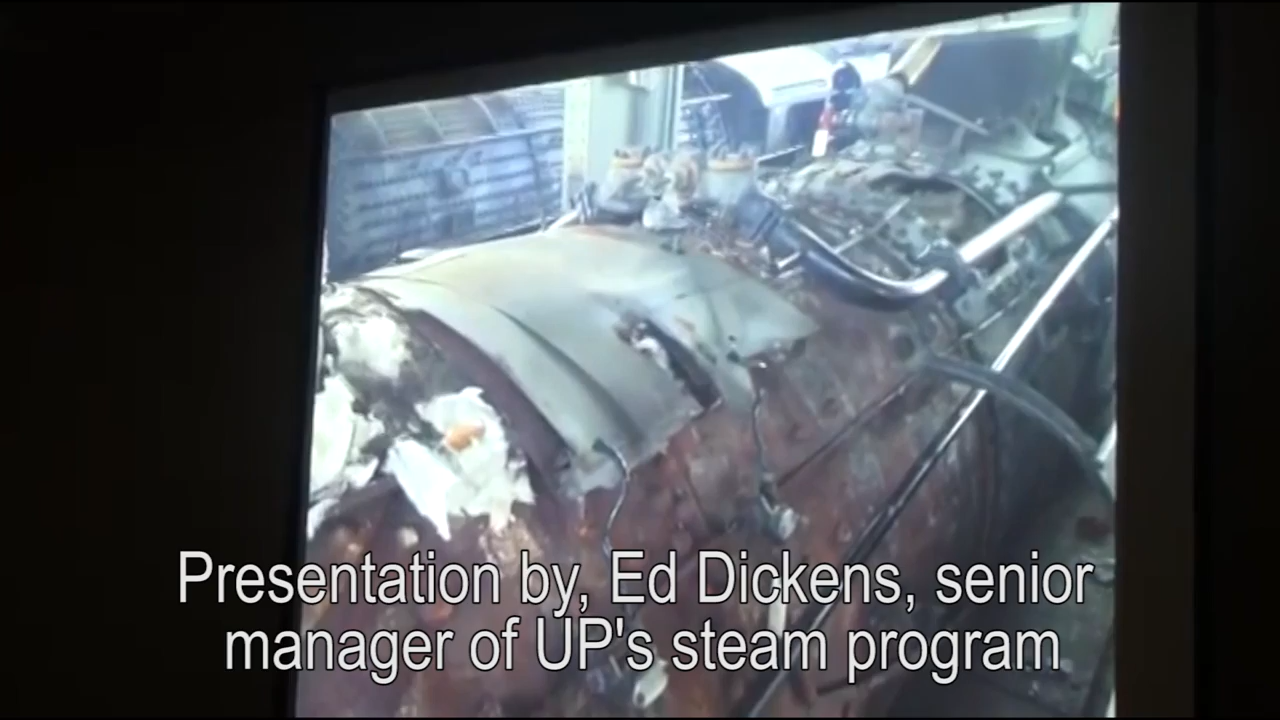 Presentation by, Ed Dickens, senior
manager of UP's steam program